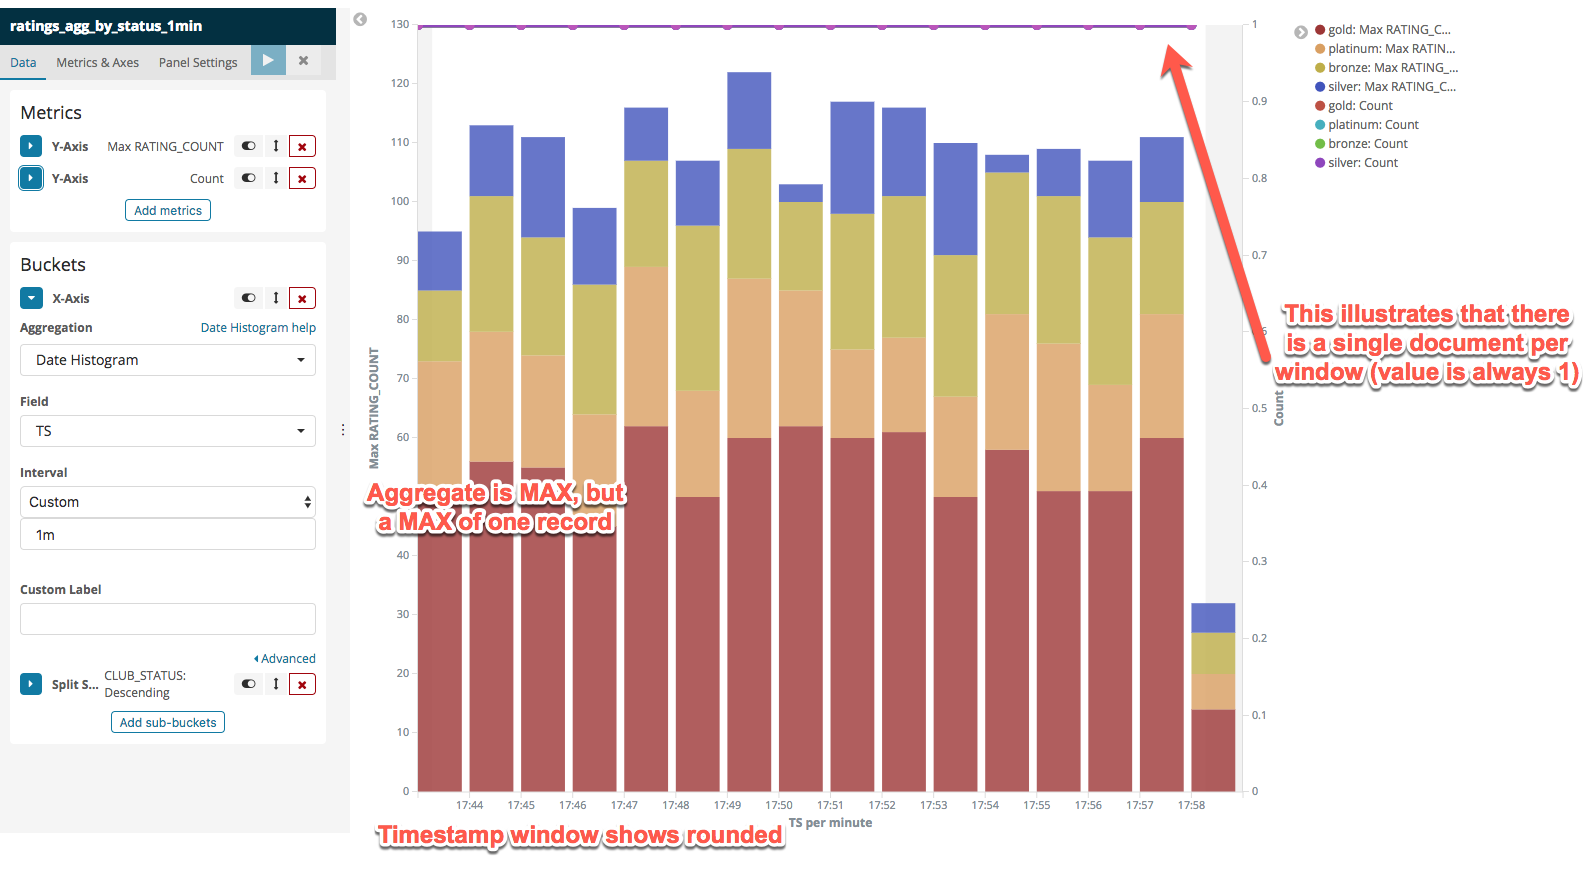 ratings_agg_by_status_1min
Data Metrics & Axes Panel Settings
Metrics
Y-Axis Max RATING_COUNT
Y-Axis Count
Add metrics
Buckets
X-Axis
Aggregation Date Histogram help
Date Histogram
Field
TS
Interval
Custom
1m
Custom Label
Advanced
Split S... CLUB_STATUS:
Descending
Add sub-buckets
Max RATING_COUNT
130
120
110
100
90
80
70
60
40
30
20
10
0
17:44 17:45 17:46 17:47 17:48 17:49 17:50 17:51 17:52 17:53 17:54 17:55 17:56 17:57 17:58
TS per minute
1
0.9
0.8
0.7
0.5
0.4
0.3
0.2
0.1
0
Count
gold: Max RATING_C...
platinum: Max RATIN...
bronze: Max RATING_...
silver: Max RATING_C...
gold: Count
platinum: Count
bronze: Count
silver: Count
This illustrates that there
is a single document per
window (value is always 1)
Aggregate is MAX, but
a MAX of one record
Timestamp window shows rounded